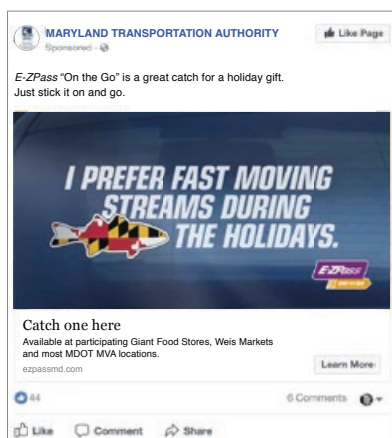 MARYLAND TRANSPORTATION AUTHORITY
Like Page
Sponsored
E-ZPass “On the Go” is a great catch for a holiday gift.
Just stick it on and go.
I PREFER FAST MOVING
STREAMS DURING
THE HOLIDAYS.
E-ZPass
Catch one here
Available at participating Giant Food Stores, Weis Markets
and most MDOT MVA locations.
ezpassmd.com
Learn More
44
6 Comments
Like
Comment
Share